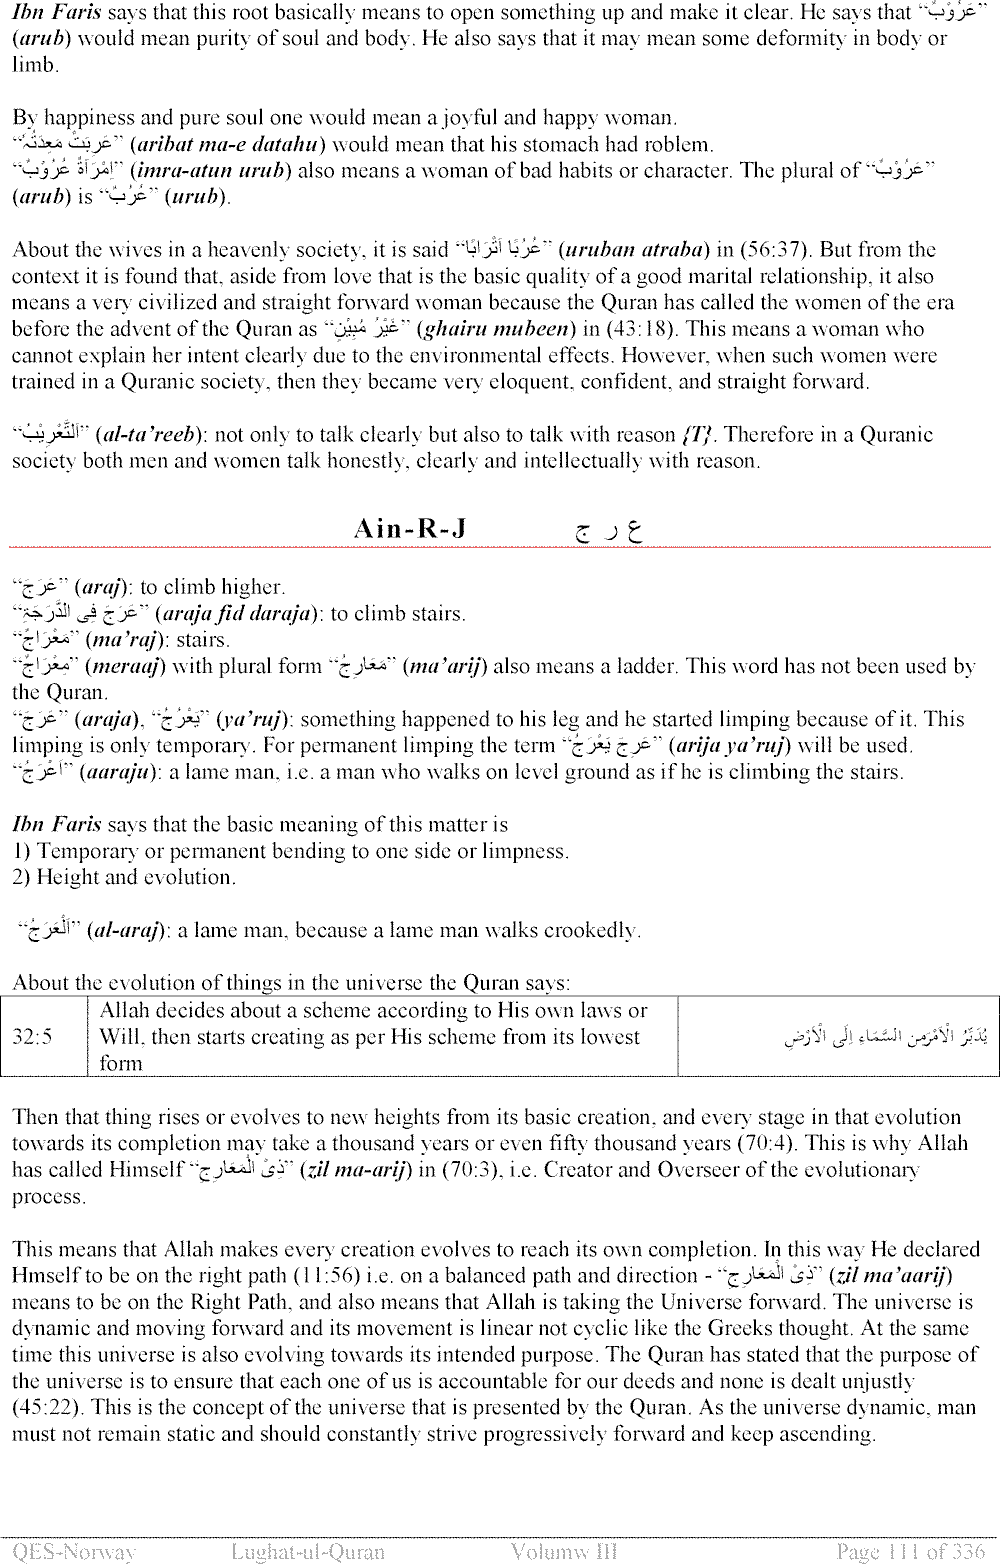 Ibn Faris says that this root basically means to open something up and make it clear. He says that “عَرُوْبٌ”
(arub) would mean purity of soul and body. He also says that it may mean some deformity in body or
limb.
By happiness and pure soul one would mean a joyful and happy woman.
“عَرِبَتْ مَعِدَتُہٗ” (aribat ma-e datahu) would mean that his stomach had roblem.
“اِمْرَأۃٌ عُرُوْبٌ” (imra-atun urub) also means a woman of bad habits or character. The plural of “عَرُوْبٌ”
(arub) is “عُرُبٌ” (urub).
About the wives in a heavenly society, it is said “عُرُبًا اَتْرَابًا” (uruban atraba) in (56:37). But from the
context it is found that, aside from love that is the basic quality of a good marital relationship, it also
means a very civilized and straight forward woman because the Quran has called the women of the era
before the advent of the Quran as “غَيْرُ مُبِيْنٍ” (ghairu mubeen) in (43:18). This means a woman who
cannot explain her intent clearly due to the environmental effects. However, when such women were
trained in a Quranic society, then they became very eloquent, confident, and straight forward.
“اَلتَّعْرِيْبُ” (al-ta’reeb): not only to talk clearly but also to talk with reason {T}. Therefore in a Quranic
society both men and women talk honestly, clearly and intellectually with reason.
Ain-R-J ع ر ج
“عَرَجَ” (araj): to climb higher.
“عَرَجَ فِی الدَّرَجَۃِ” (araja fid daraja): to climb stairs.
“مَعْرَاجٌ” (ma’raj): stairs.
“مِعْرَاجٌ” (meraaj) with plural form “مَعَارِجُ” (ma’arij) also means a ladder. This word has not been used by
the Quran.
“عَرَجَ” (araja), “يَعْرُجُ” (ya’ruj): something happened to his leg and he started limping because of it. This
limping is only temporary. For permanent limping the term “عَرِجَ يَعْرَجُ” (arija ya’ruj) will be used.
“اَعْرَجُ” (aaraju): a lame man, i.e. a man who walks on level ground as if he is climbing the stairs.
Ibn Faris says that the basic meaning of this matter is
1) Temporary or permanent bending to one side or limpness.
2) Height and evolution.
“اَلْعَرَجُ” (al-araj): a lame man, because a lame man walks crookedly.
About the evolution of things in the universe the Quran says:
32:5 Allah decides about a scheme according to His own laws or
Will, then starts creating as per His scheme from its lowest
form
يُدَبِّرُ الْاَمْرَمِن السَّمَاءِ اِلَى الْاَرْضِ
Then that thing rises or evolves to new heights from its basic creation, and every stage in that evolution
towards its completion may take a thousand years or even fifty thousand years (70:4). This is why Allah
has called Himself “ذِیْ الْمَعَارِجِ” (zil ma-arij) in (70:3), i.e. Creator and Overseer of the evolutionary
process.
This means that Allah makes every creation evolves to reach its own completion. In this way He declared
Hmself to be on the right path (11:56) i.e. on a balanced path and direction - “ذِیْ الْمَعَارِجِ” (zil ma’aarij)
means to be on the Right Path, and also means that Allah is taking the Universe forward. The universe is
dynamic and moving forward and its movement is linear not cyclic like the Greeks thought. At the same
time this universe is also evolving towards its intended purpose. The Quran has stated that the purpose of
the universe is to ensure that each one of us is accountable for our deeds and none is dealt unjustly
(45:22). This is the concept of the universe that is presented by the Quran. As the universe dynamic, man
must not remain static and should constantly strive progressively forward and keep ascending.
QES-Norway Lughat-ul-Quran Volumw III Page 111 of 336